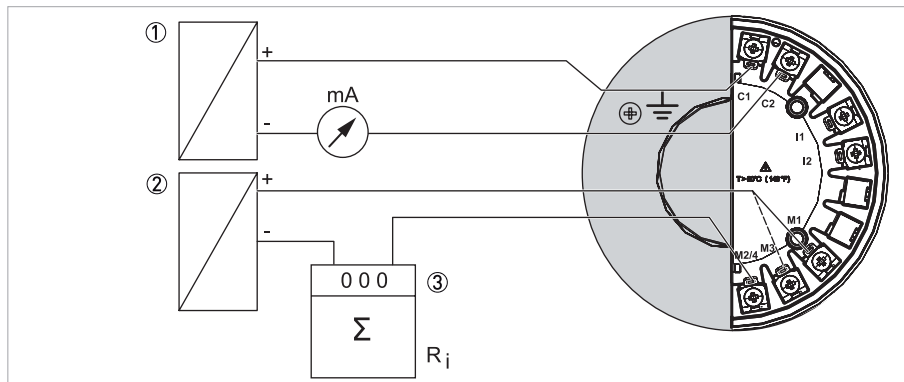 ①
+
mA
-
C1
C2
I1
I2
②
+
-
M1
M2/4
M3
0 0 0
③
Σ
Ri